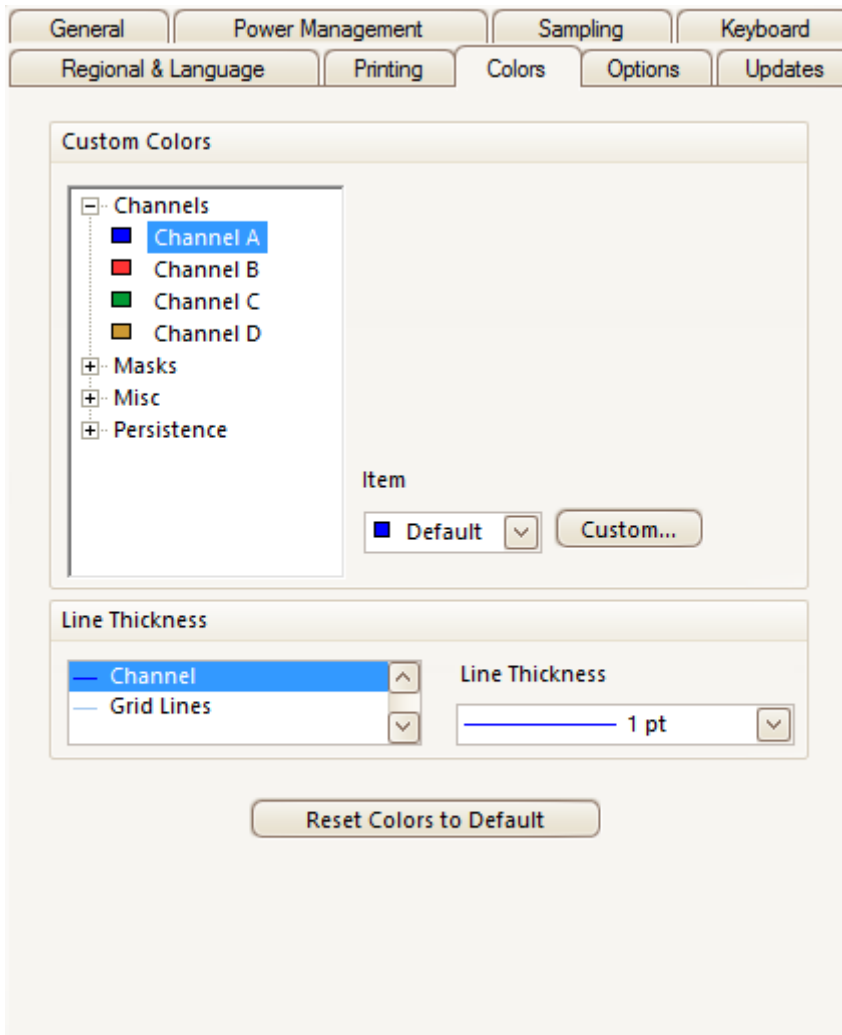 General Power Management Sampling Keyboard
Regional & Language Printing Colors Options Updates
Custom Colors
Channels
Channel A
Channel B
Channel C
Channel D
Masks
Misc
Persistence
Item
Default Custom...
Line Thickness
Channel
Grid Lines
Line Thickness
1 pt
Reset Colors to Default